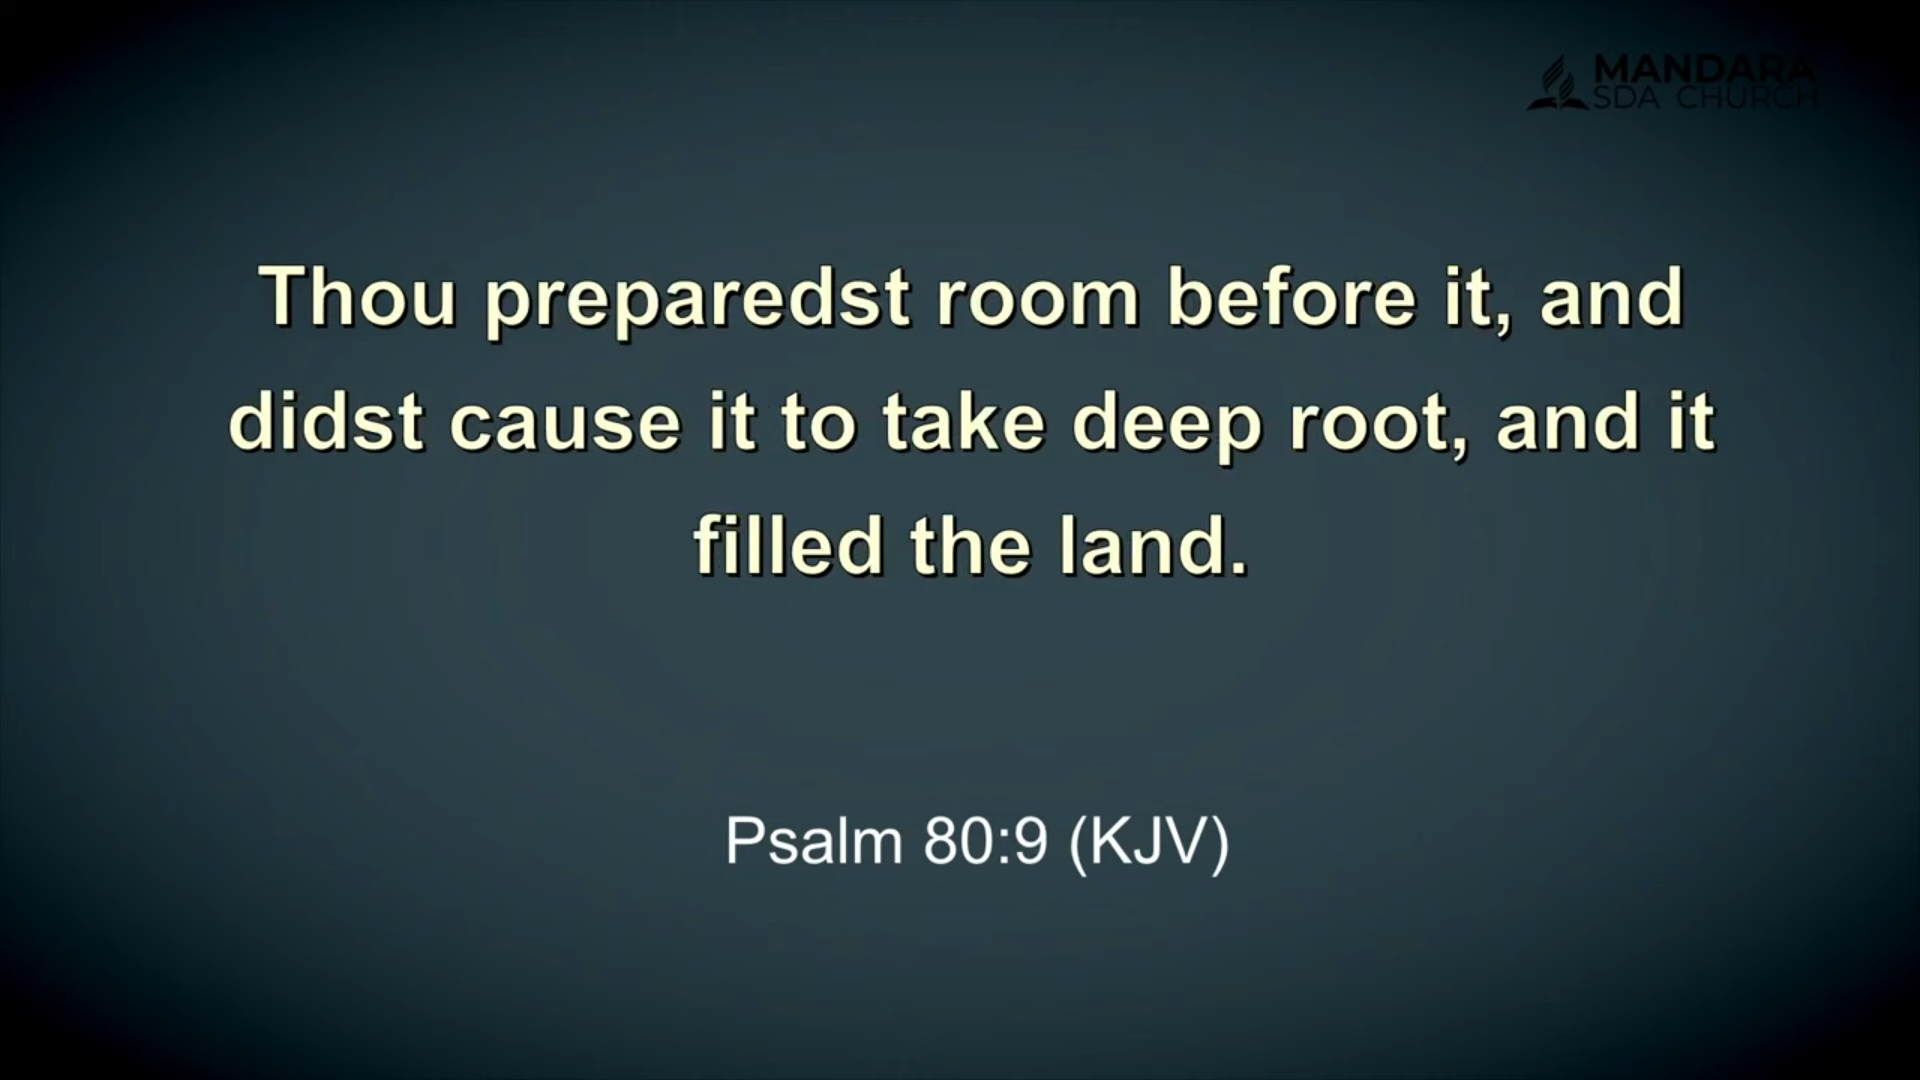 MANDARA
SDA CHURCH
Thou preparedst room before it, and
didst cause it to take deep root, and it
filled the land.
Psalm 80:9 (KJV)